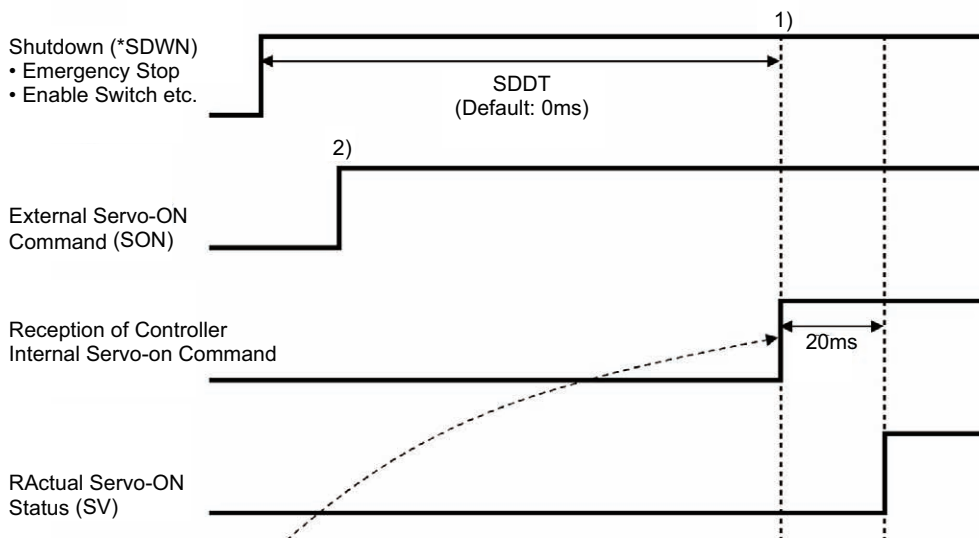 1)
Shutdown (*SDWN)
• Emergency Stop
• Enable Switch etc.
SDDT
(Default: 0ms)
2)
External Servo-ON
Command (SON)
Reception of Controller
Internal Servo-on Command
20ms
RActual Servo-ON
Status (SV)